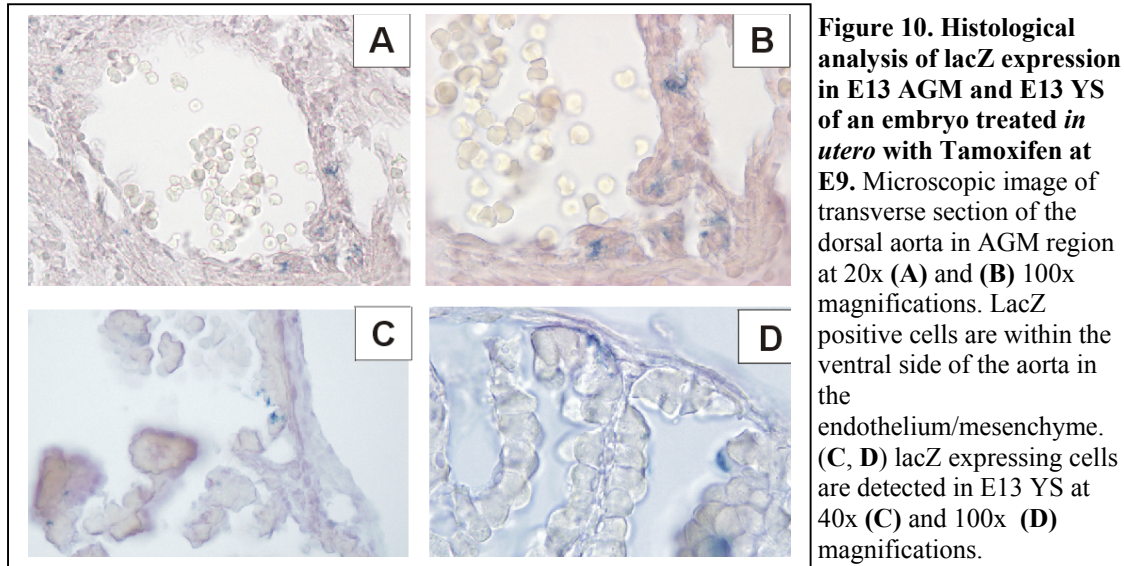 A
B
C
D
Figure 10. Histological
analysis of lacZ expression
in E13 AGM and E13 YS
of an embryo treated in
utero with Tamoxifen at
E9. Microscopic image of
transverse section of the
dorsal aorta in AGM region
at 20x (A) and (B) 100x
magnifications. LacZ
positive cells are within the
ventral side of the aorta in
the
endothelium/mesenchyme.
(C, D) lacZ expressing cells
are detected in E13 YS at
40x (C) and 100x (D)
magnifications.